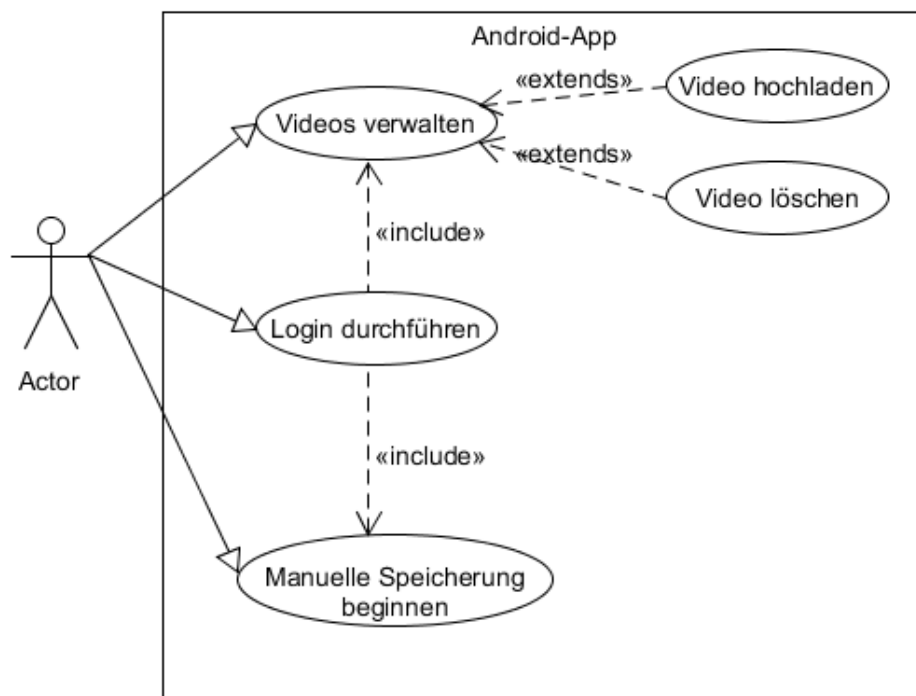 Android-App
«extends»
Video hochladen
Videos verwalten
«extends»
Video löschen
«include»
Login durchführen
Actor
«include»
Manuelle Speicherung
beginnen